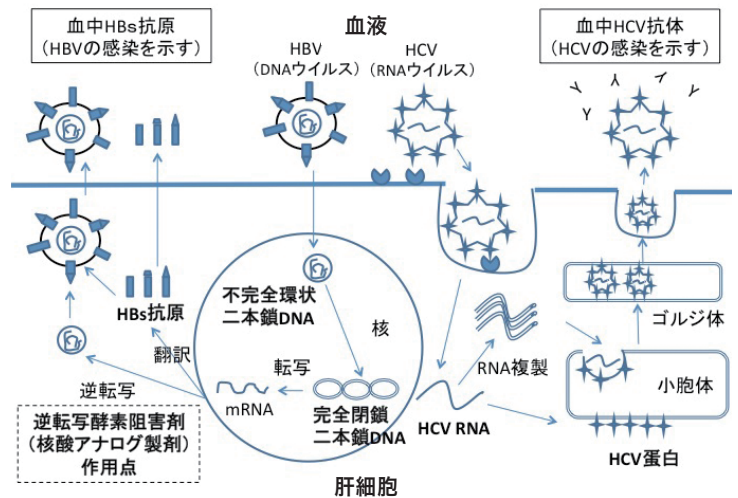 血中HBs抗原
（HBVの感染を示す）
血液
HBV
（DNAウイルス）
HCV
（RNAウイルス）
血中HCV抗体
（HCVの感染を示す）
HBs抗原
翻訳
逆転写
逆転写酵素阻害剤
（核酸アナログ製剤）
作用点
不完全環状
二本鎖DNA
核
転写
mRNA
完全閉鎖
二本鎖DNA
HCV RNA
RNA複製
ゴルジ体
小胞体
HCV蛋白
肝細胞